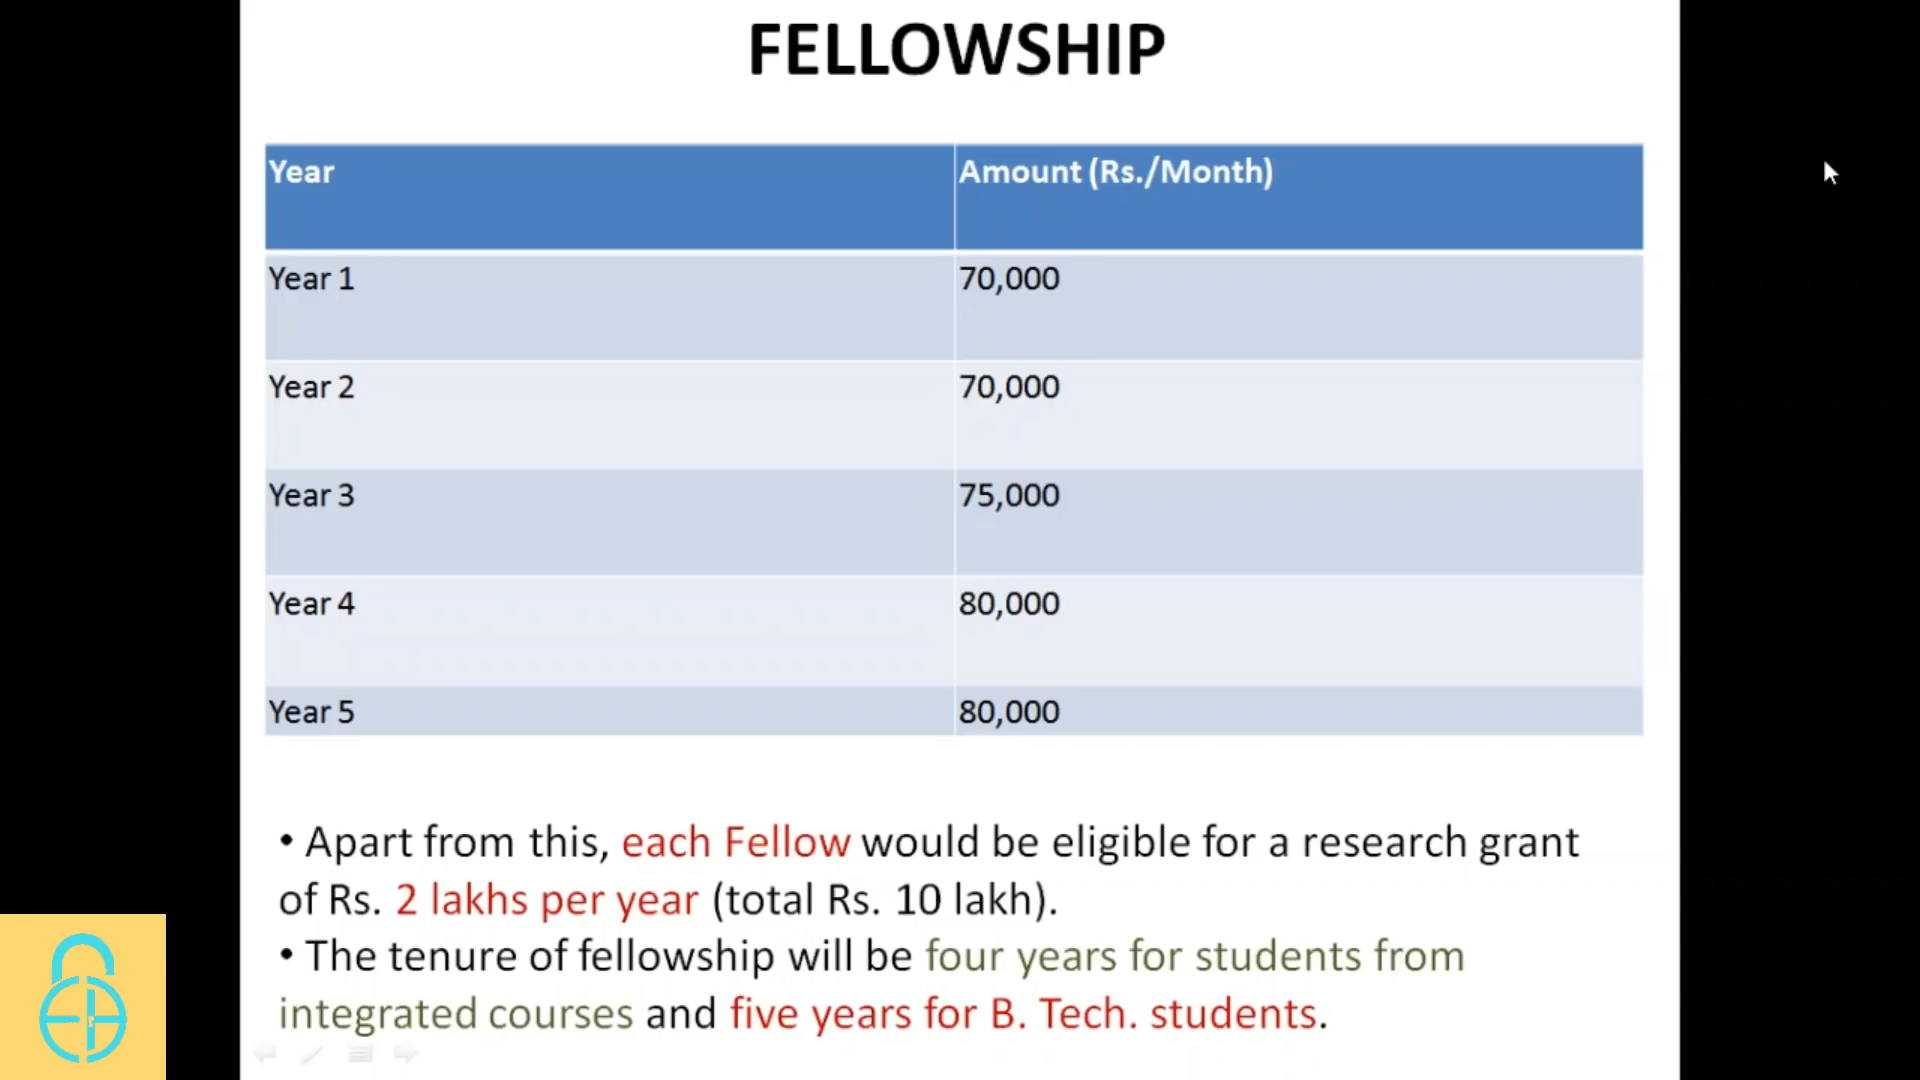 FELLOWSHIP
Year Amount (Rs./Month)
Year 1 70,000
Year 2 70,000
Year 3 75,000
Year 4 80,000
Year 5 80,000
• Apart from this, each Fellow would be eligible for a research grant
of Rs. 2 lakhs per year (total Rs. 10 lakh).
• The tenure of fellowship will be four years for students from
integrated courses and five years for B. Tech. students.